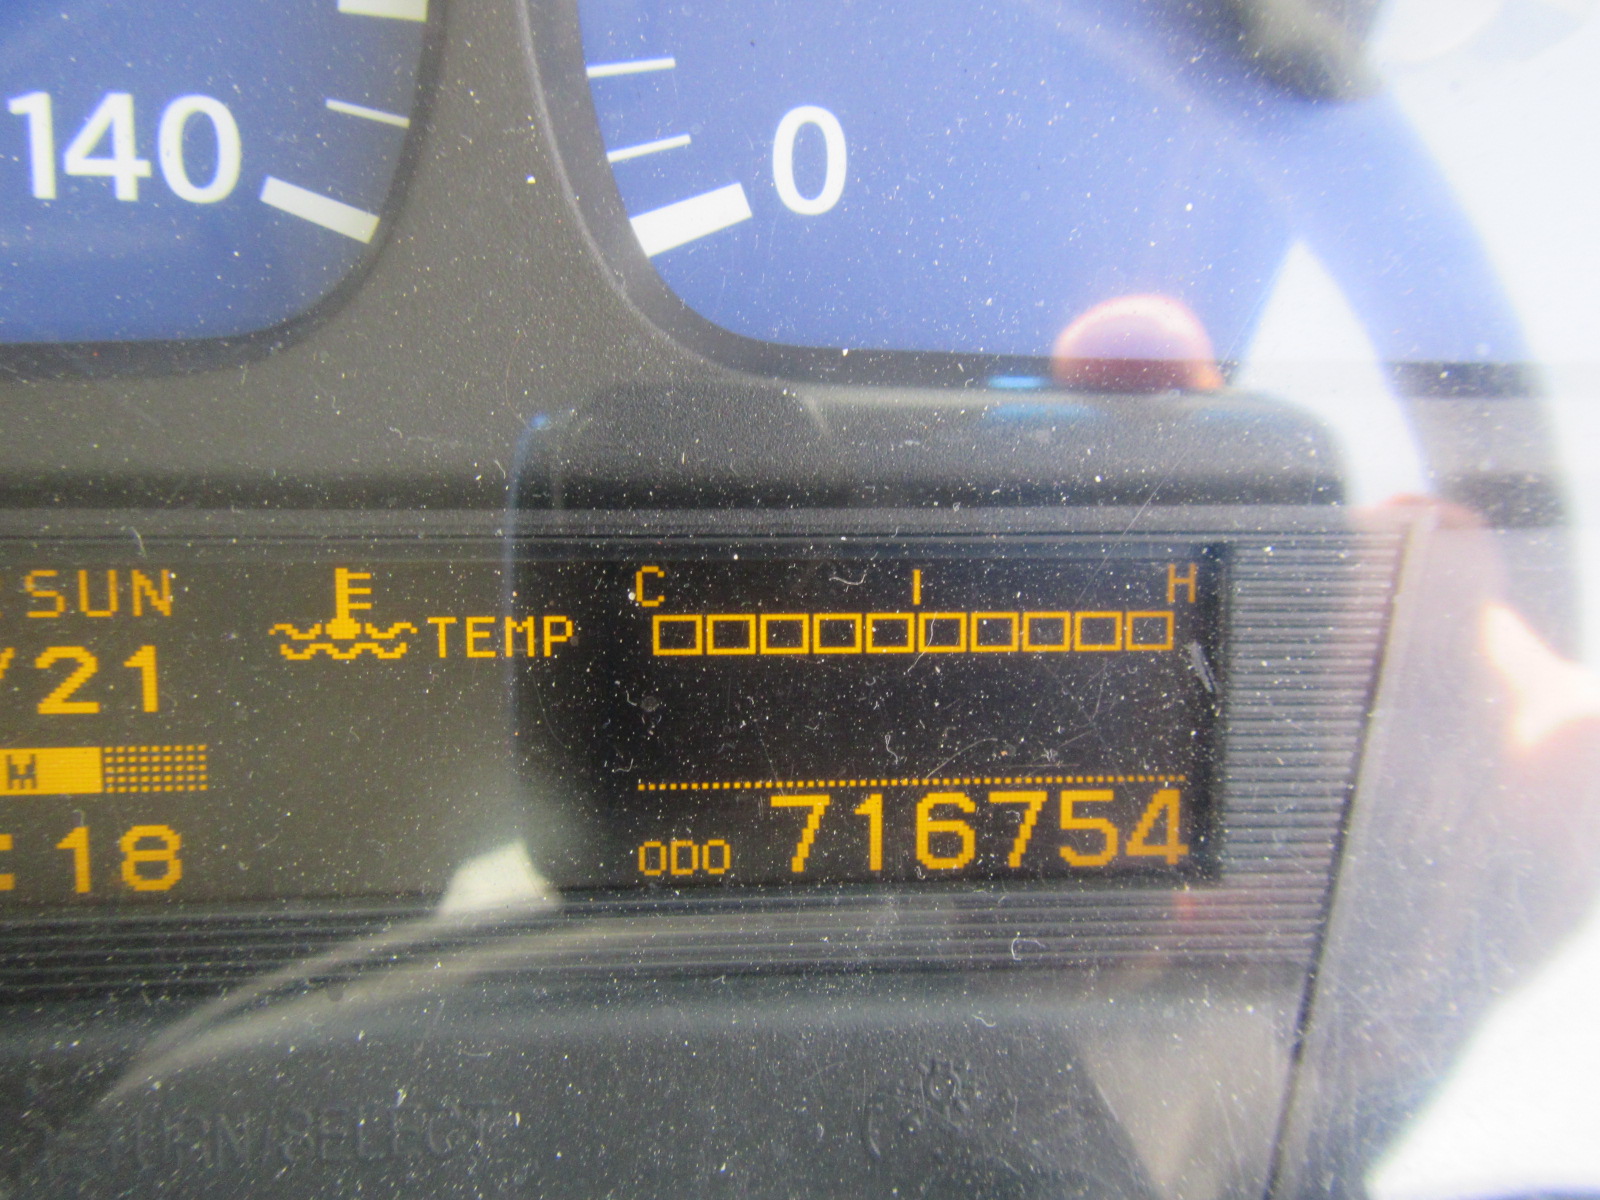 140
0
SUN
/21
M
:18
TEMP
C H
ODO 716754